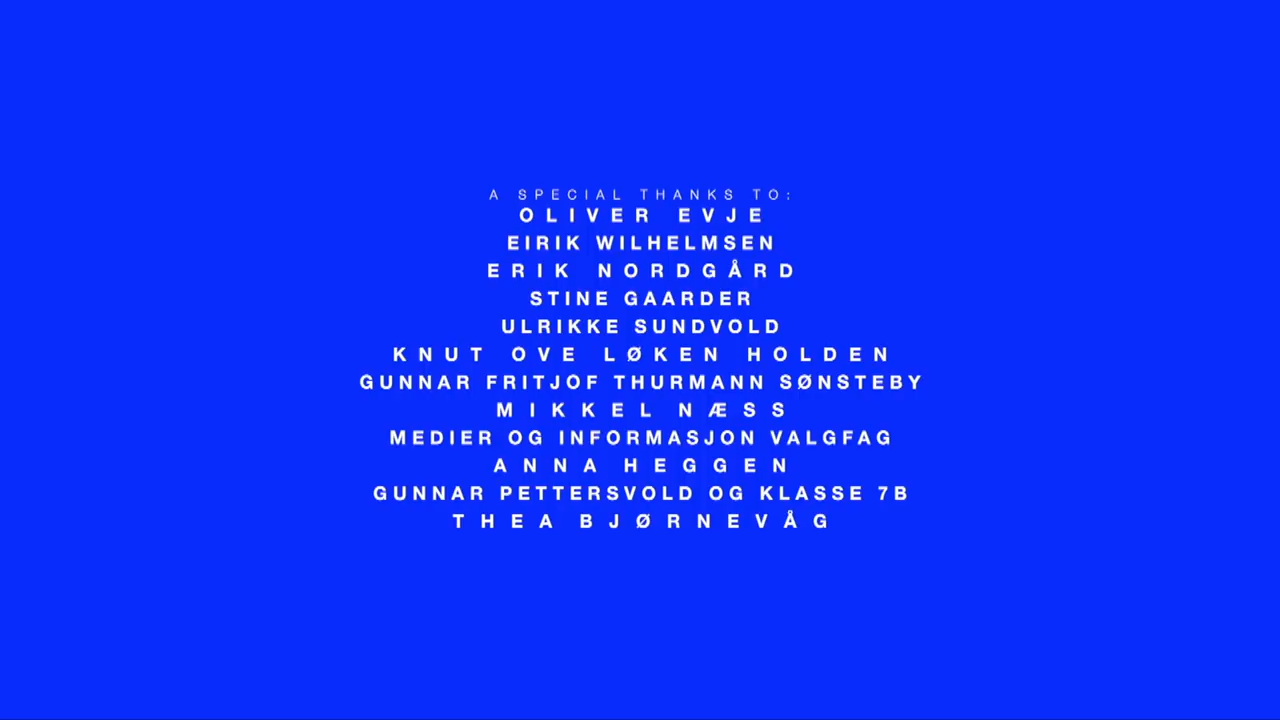 A SPECIAL THANKS TO:
OLIVER EVJE
EIRIK WILHELMSEN
ERIK NORDGÅRD
STINE GAARDER
ULRIKKE SUNDVOLD
KNUT OVE LØKEN HOLDEN
GUNNAR FRITJOF THURMANN SØNSTEBY
MIKKEL NÆSS
MEDIER OG INFORMASJON VALGFAG
ANNA HEGGEN
GUNNAR PETTERSVOLD OG KLASSE 7B
THEA BJØRNEVÅG